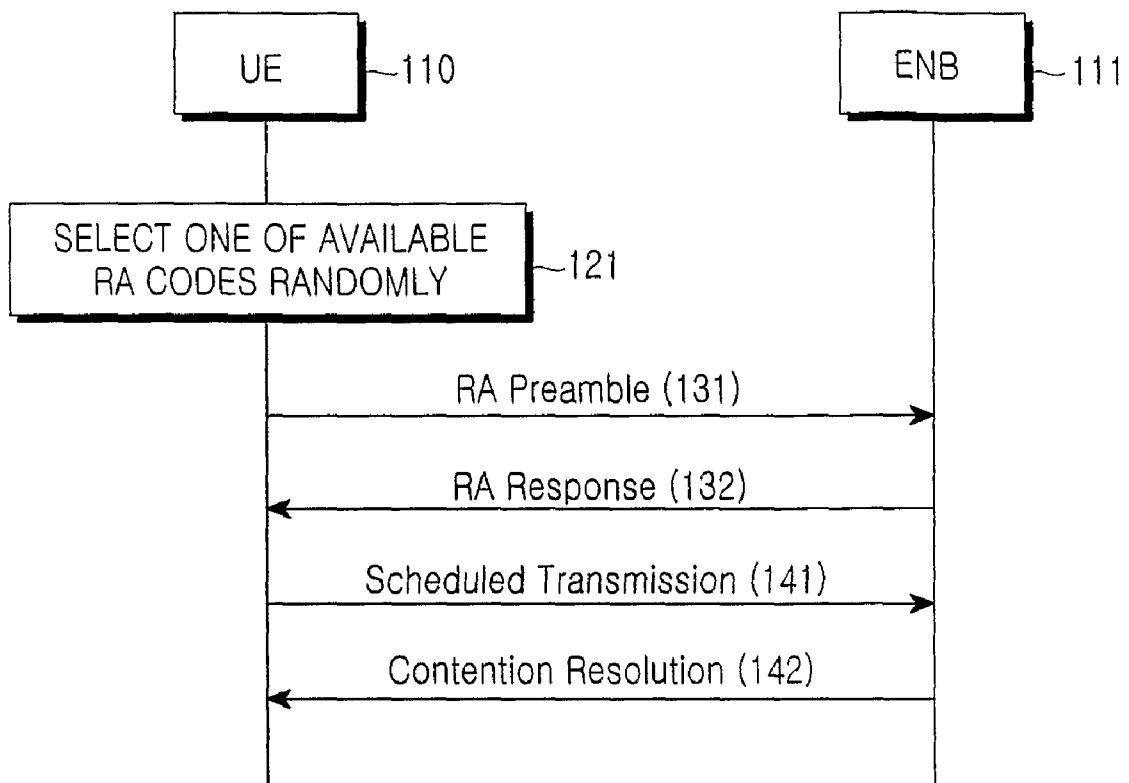 UE
110
ENB
111
SELECT ONE OF AVAILABLE
RA CODES RANDOMLY
121
RA Preamble (131)
RA Response (132)
Scheduled Transmission (141)
Contention Resolution (142)